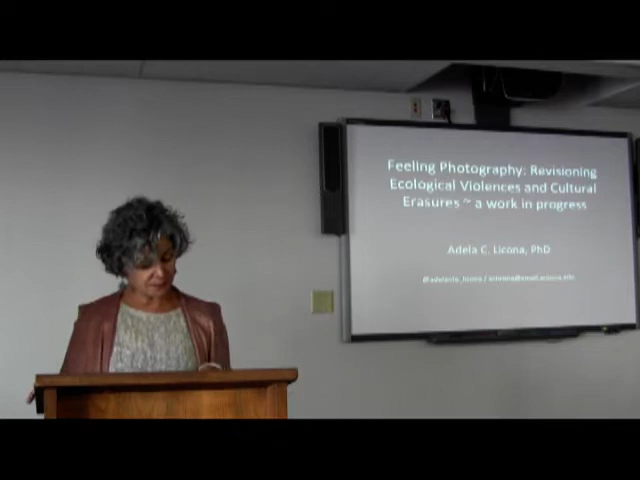 Feeling Photography: Revisioning
Ecological Violences and Cultural
Erasures ~ a work in progress
Adela C. Licona, PhD